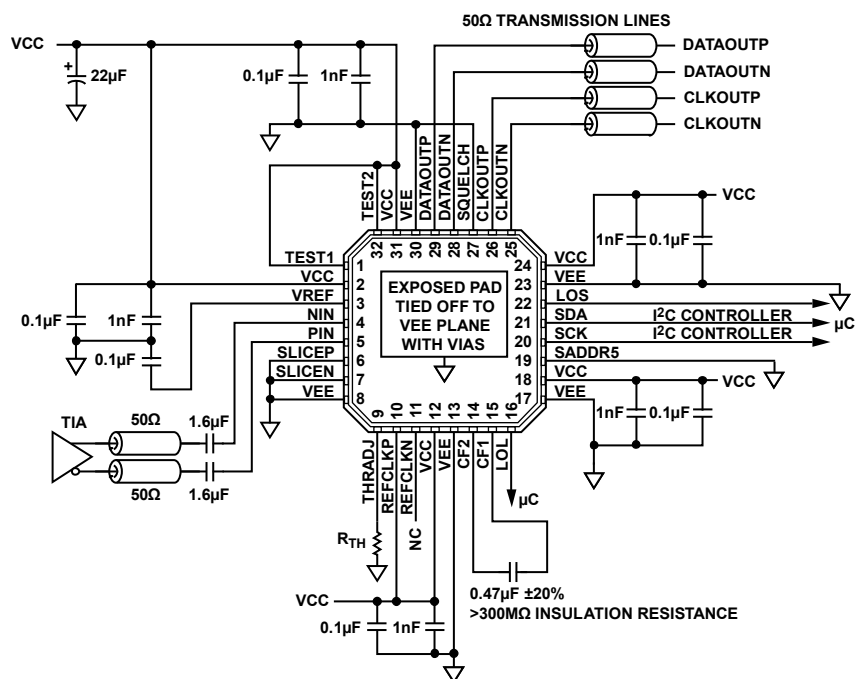 50Ω TRANSMISSION LINES
VCC
DATAOUTP
+
22µF
0.1µF
1nF
DATAOUTN
CLKOUTP
CLKOUTN
TEST2
VCC
VEE
DATAOUTP
DATAOUTN
SQUELCH
CLKOUTP
CLKOUTN
32
31
30
29
28
27
26
25
TEST1
1
VCC
2
VREF
3
NIN
4
PIN
5
SLICEP
6
SLICEN
7
VEE
8
EXPOSED PAD
TIED OFF TO
VEE PLANE
WITH VIAS
24
VCC
23
VEE
22
LOS
21
SDA
I²C CONTROLLER
20
SCK
I²C CONTROLLER
19
SADDR5
18
VCC
17
VEE
VCC
1nF
0.1µF
µC
VCC
1nF
0.1µF
0.1µF
1nF
0.1µF
TIA
50Ω
1.6µF
50Ω
1.6µF
9
10
11
12
13
14
15
16
THRADJ
REFCLKP
REFCLKN
VCC
VEE
CF2
CF1
LOL
µC
NC
RTH
0.47µF ±20%
>300MΩ INSULATION RESISTANCE
VCC
0.1µF
1nF